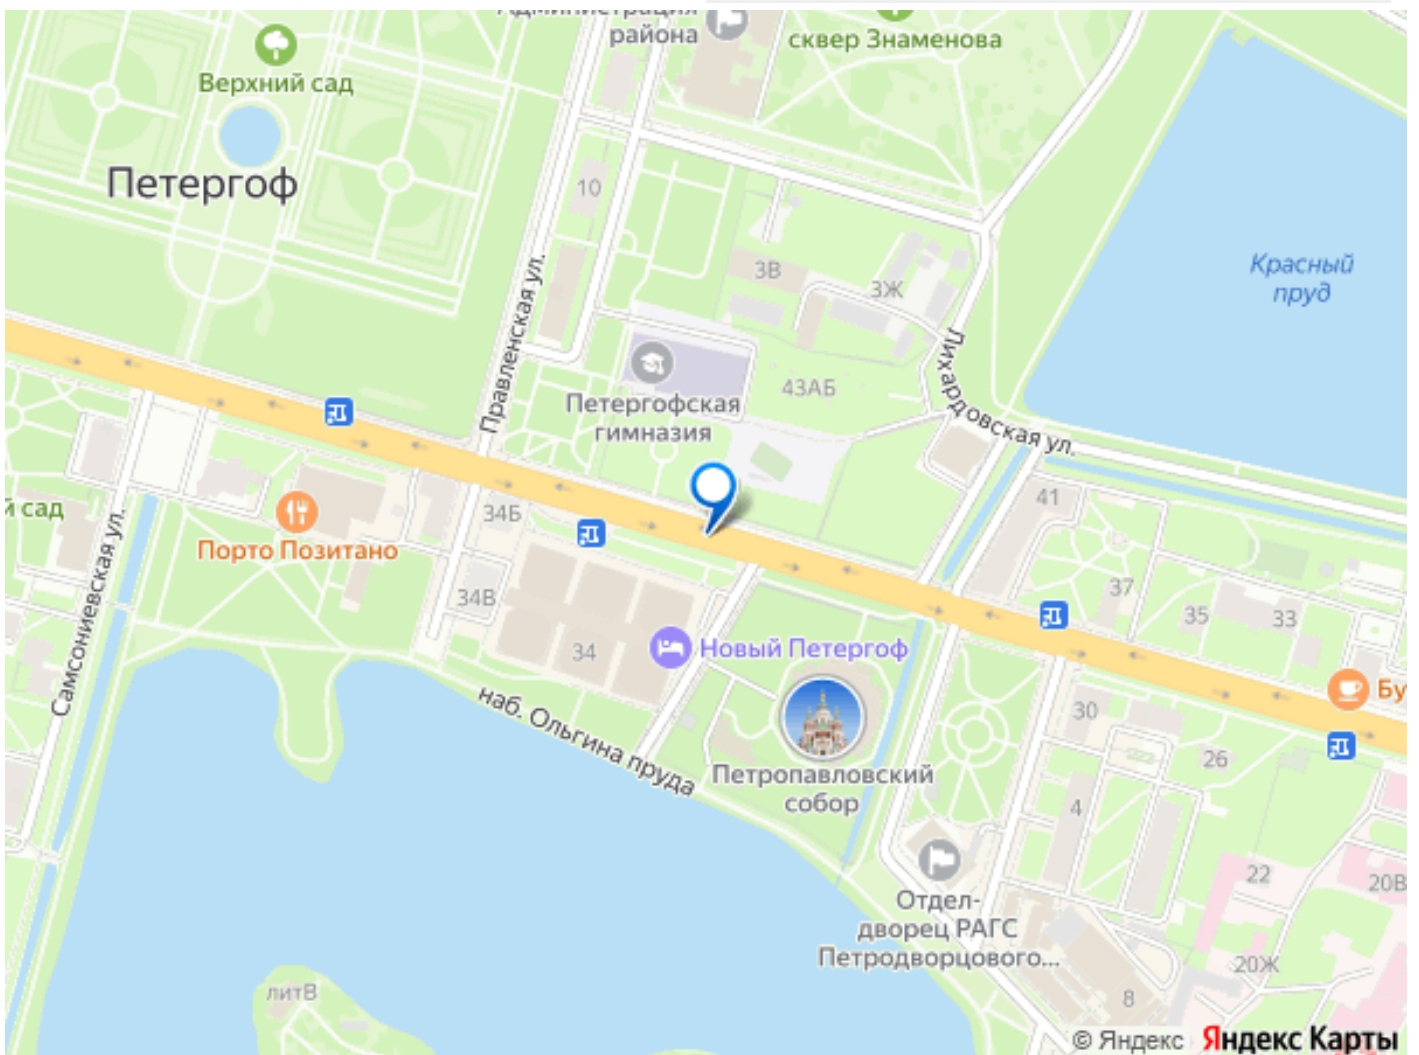 Администрация
района
сквер Знаменова
Верхний сад
Петергоф
10
Правленская ул.
3В
3Ж
Красный
пруд
Лихардовская ул.
43АБ
Петергофская
гимназия
й сад
Порто Позитано
34Б
34В
41
37
35
33
Самсониевская ул.
34
Новый Петергоф
наб. Ольгина пруда
Петропавловский
собор
30
Бу
26
4
22
20В
Отдел-
дворец РАГС
Петродворцового...
20Ж
литВ
8
© Яндекс Яндекс Карты